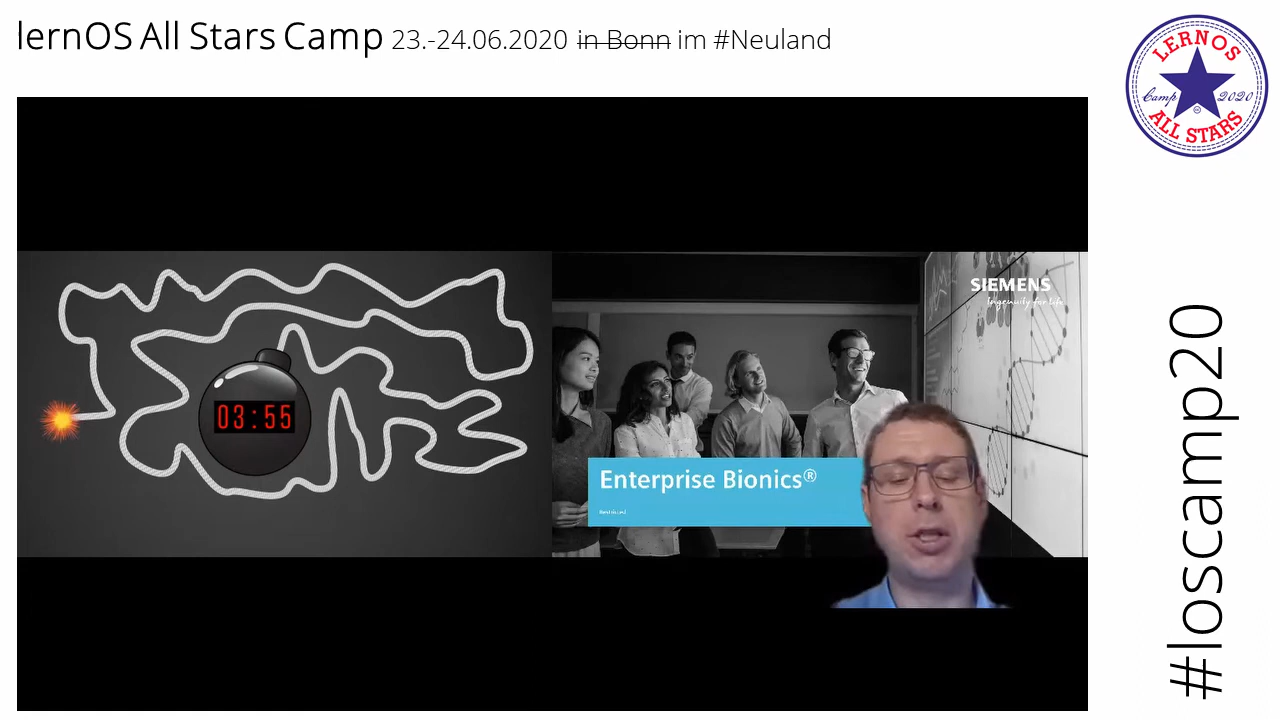 lernOS All Stars Camp 23.-24.06.2020 in Bonn im #Neuland
LERNOS
Camp 2020
ALL STARS
SIEMENS
Ingenuity for life
03:55
Enterprise Bionics®
#loscamp20